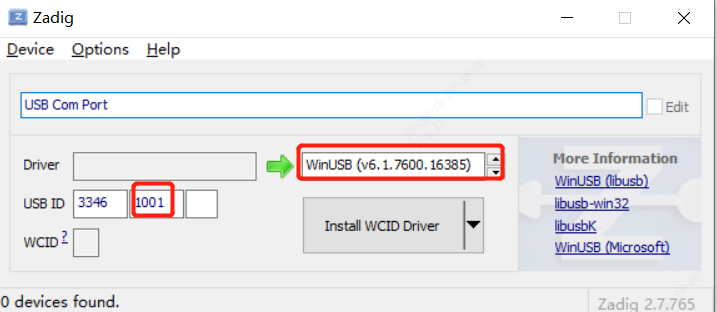 Zadig
Device Options Help
USB Com Port
Edit
Driver
WinUSB (v6.1.7600.16385)
USB ID 3346 1001
WCID ?
Install WCID Driver
More Information
WinUSB (libusb)
libusb-win32
libusbK
WinUSB (Microsoft)
0 devices found.
Zadig 2.7.765